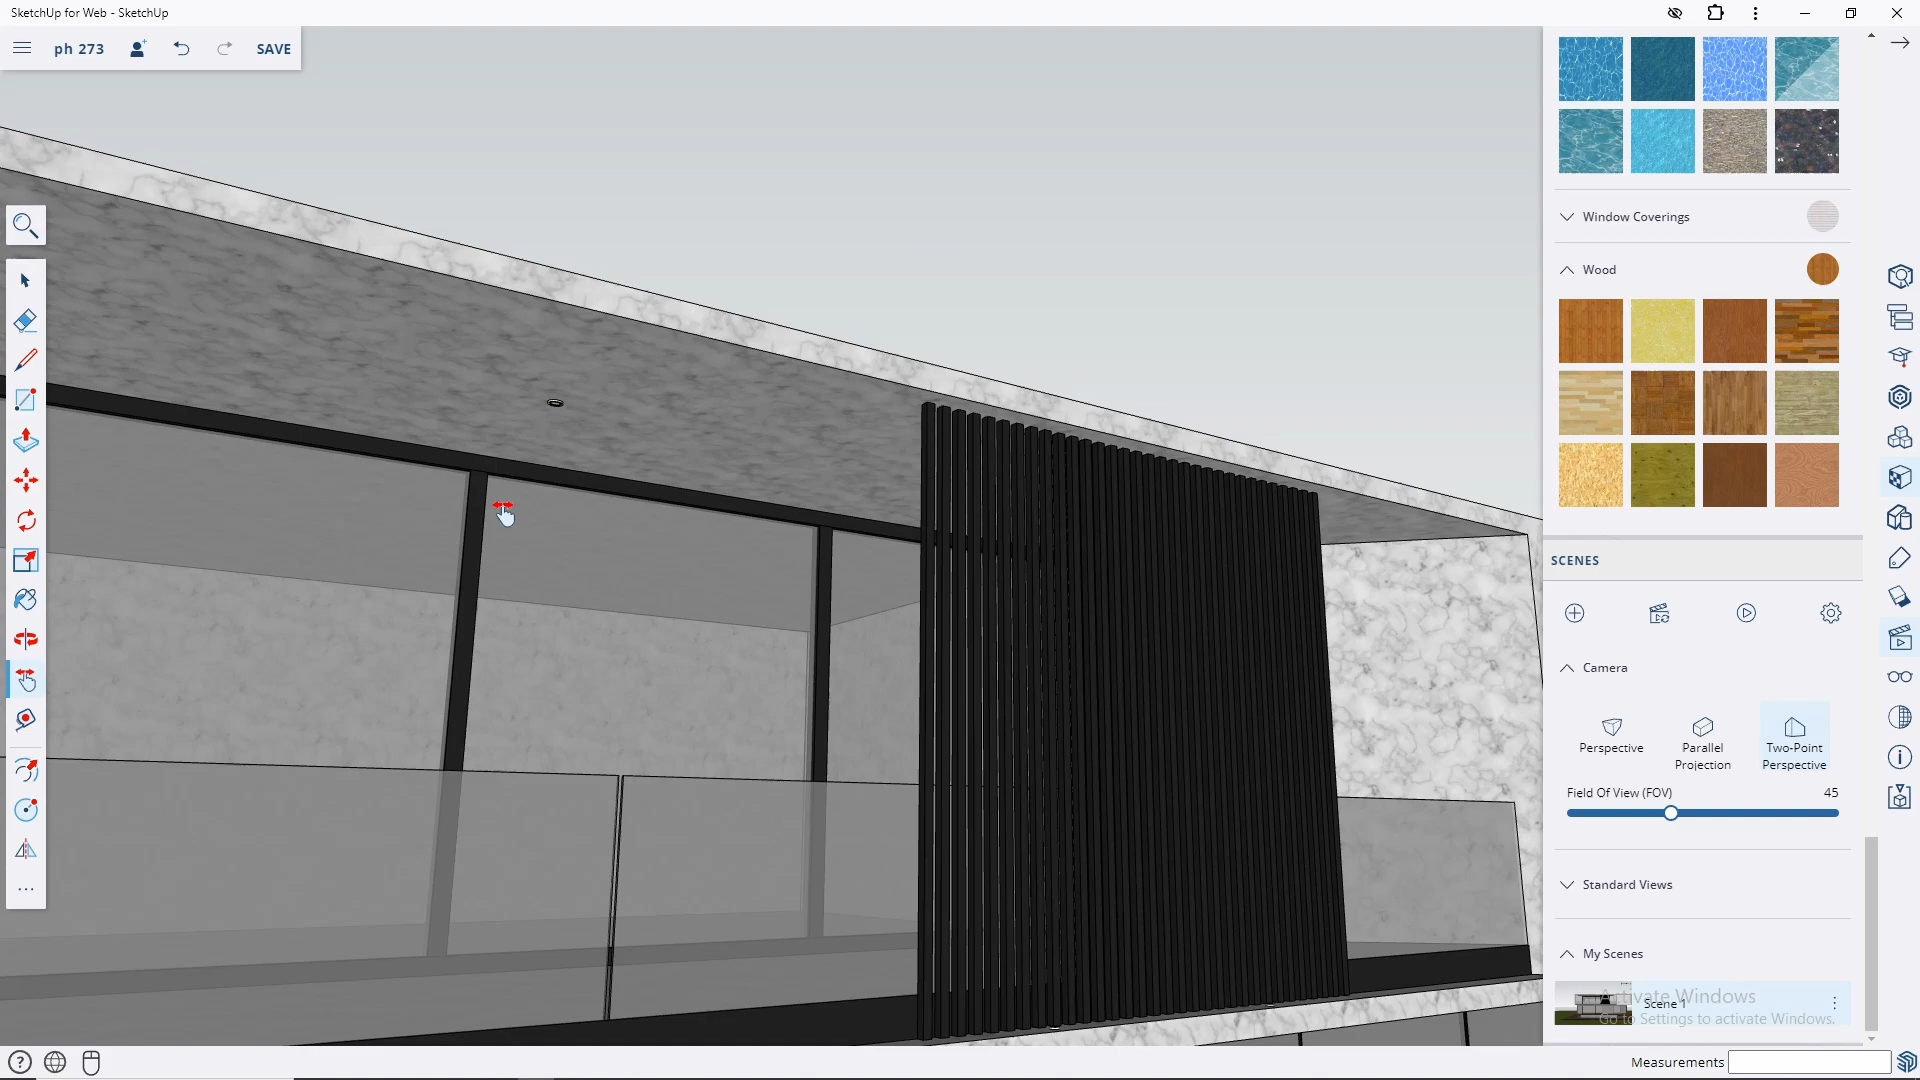 SketchUp for Web - SketchUp
ph 273
SAVE
Window Coverings
Wood
SCENES
Camera
Perspective
Parallel
Projection
Two-Point
Perspective
Field Of View (FOV)
45
Standard Views
My Scenes
Scene 1
Activate Windows
Go to Settings to activate Windows.
Measurements